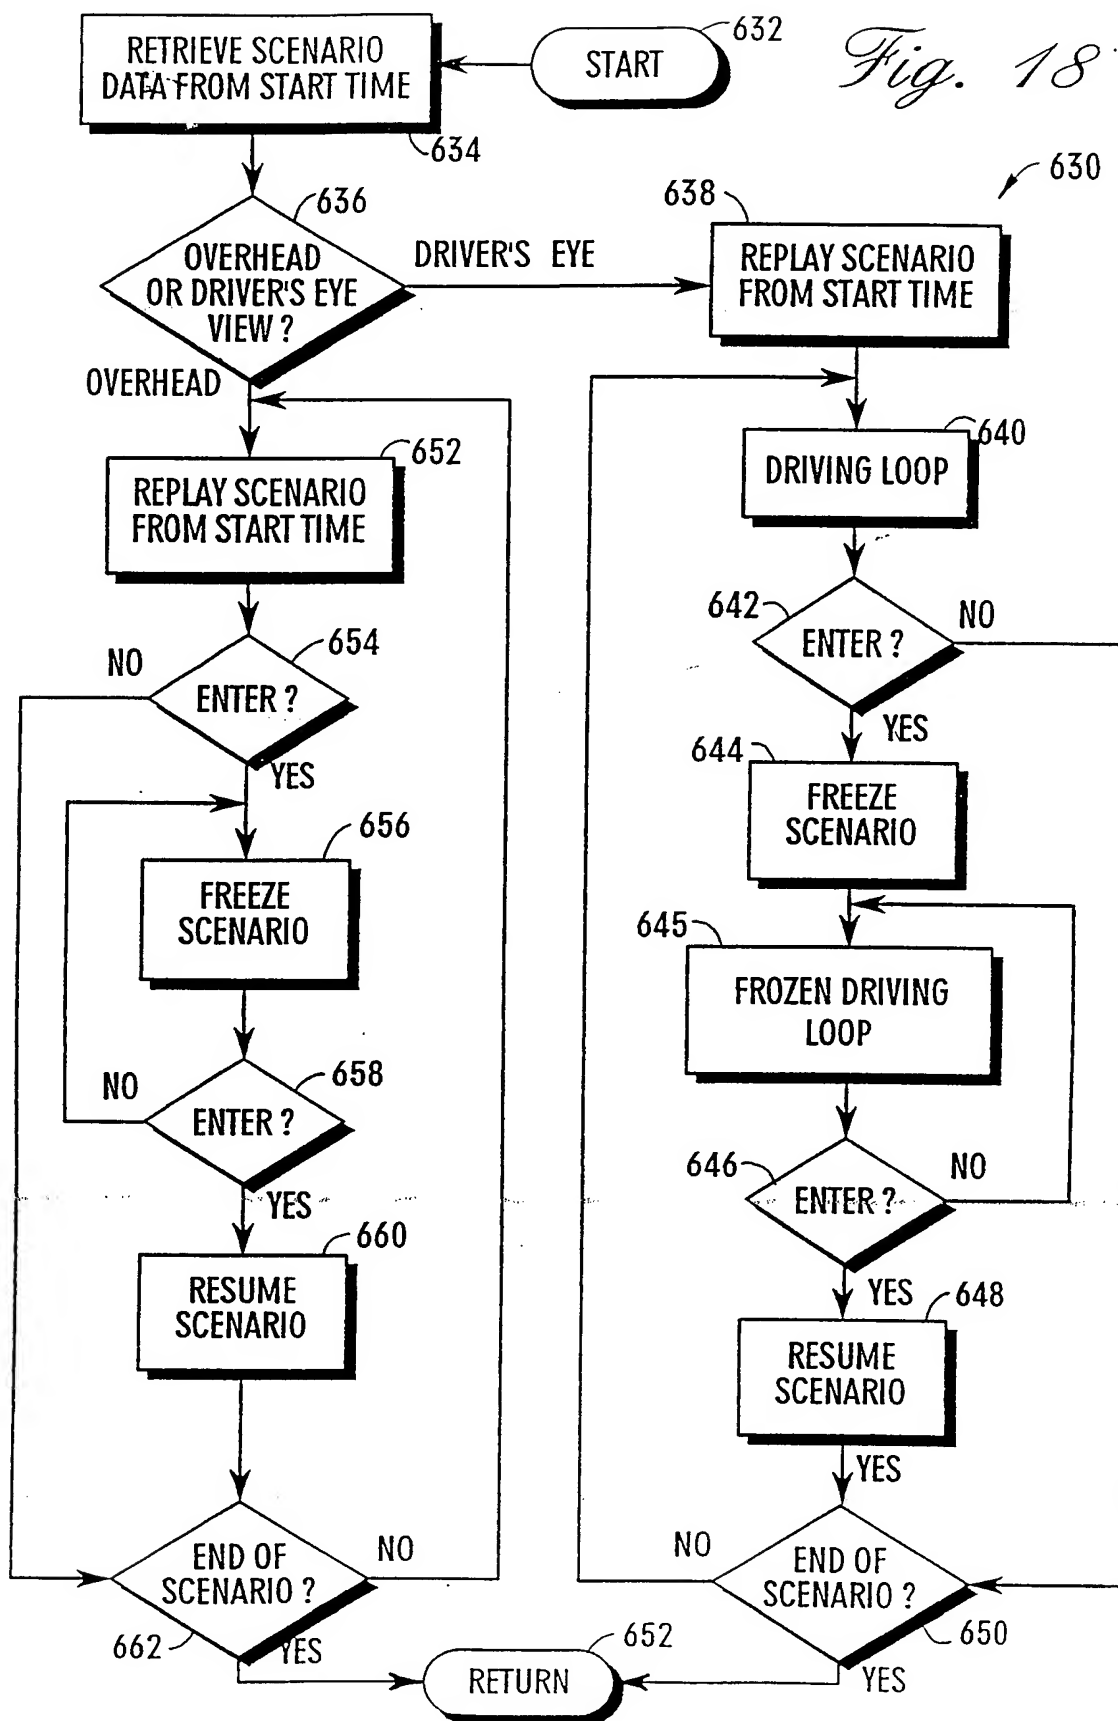 Fig. 18
START
632
RETRIEVE SCENARIO
DATA FROM START TIME
634
630
636
OVERHEAD
OR DRIVER'S EYE
VIEW ?
DRIVER'S EYE
OVERHEAD
638
REPLAY SCENARIO
FROM START TIME
640
DRIVING LOOP
642
ENTER ?
NO
YES
644
FREEZE
SCENARIO
645
FROZEN DRIVING
LOOP
646
ENTER ?
NO
YES
648
RESUME
SCENARIO
YES
NO
END OF
SCENARIO ?
650
YES
652
REPLAY SCENARIO
FROM START TIME
654
NO
ENTER ?
YES
656
FREEZE
SCENARIO
658
NO
ENTER ?
YES
660
RESUME
SCENARIO
END OF
SCENARIO ?
NO
662
YES
652
RETURN